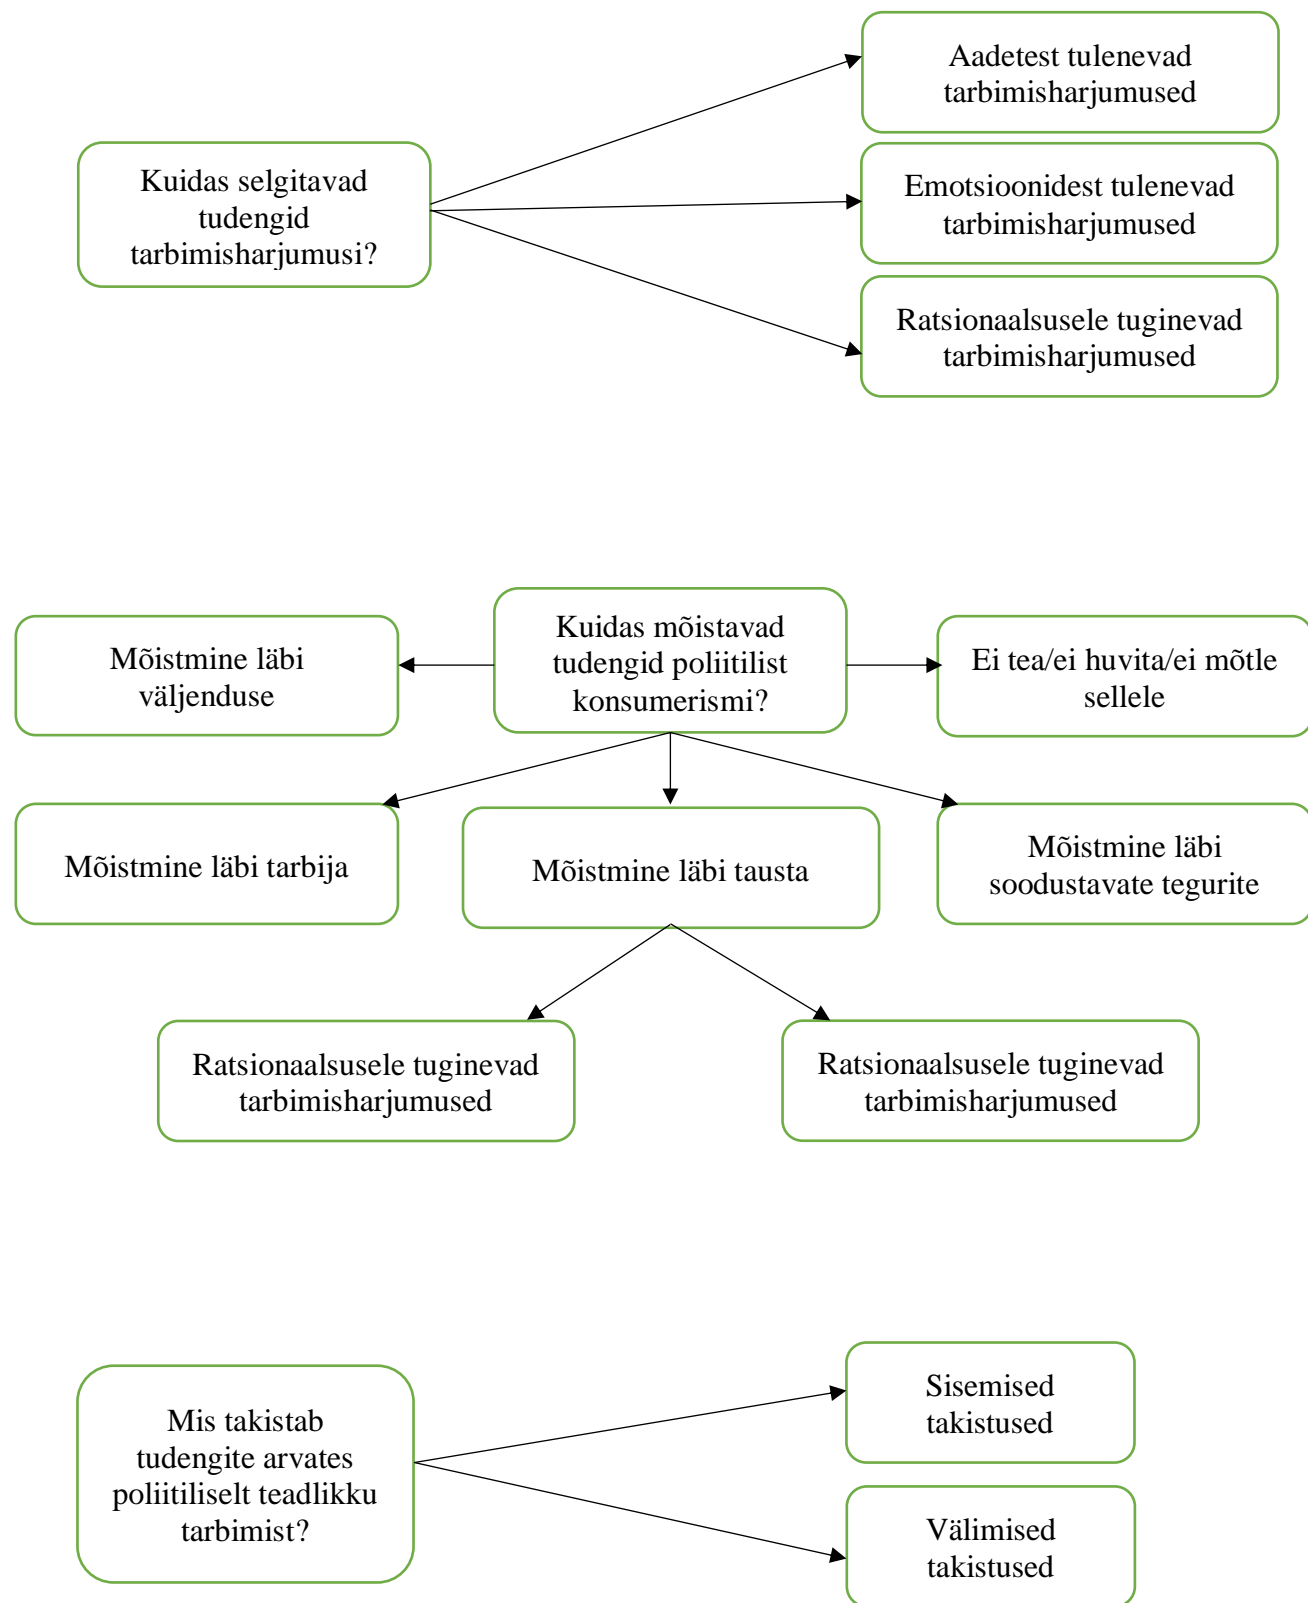 Aadetest tulenevad
tarbimisharjumused
Kuidas selgitavad
tudengid
tarbimisharjumusi?
Emotsioonidest tulenevad
tarbimisharjumused
Ratsionaalsusele tuginevad
tarbimisharjumused
Mõistmine läbi
väljenduse
Kuidas mõistavad
tudengid poliitilist
konsumerismi?
Ei tea/ei huvita/ei mõtle
sellele
Mõistmine läbi tarbija
Mõistmine läbi tausta
Mõistmine läbi
soodustavate tegurite
Ratsionaalsusele tuginevad
tarbimisharjumused
Ratsionaalsusele tuginevad
tarbimisharjumused
Mis takistab
tudengite arvates
poliitiliselt teadlikku
tarbimist?
Sisemised
takistused
Välimised
takistused